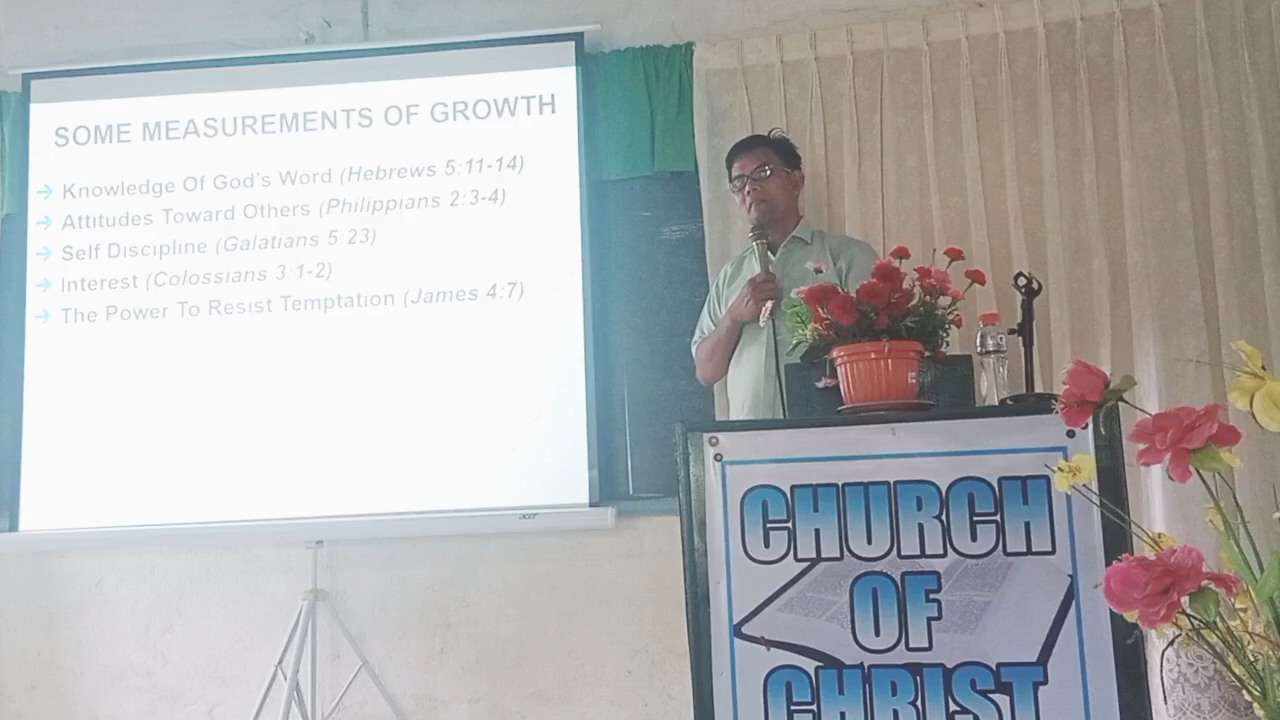 SOME MEASUREMENTS OF GROWTH
→ Knowledge Of God's Word (Hebrews 5:11-14)
→ Attitudes Toward Others (Philippians 2:3-4)
→ Self Discipline (Galatians 5:23)
→ Interest (Colossians 3:1-2)
→ The Power To Resist Temptation (James 4:7)
acer
CHURCH
OF
CHRIST